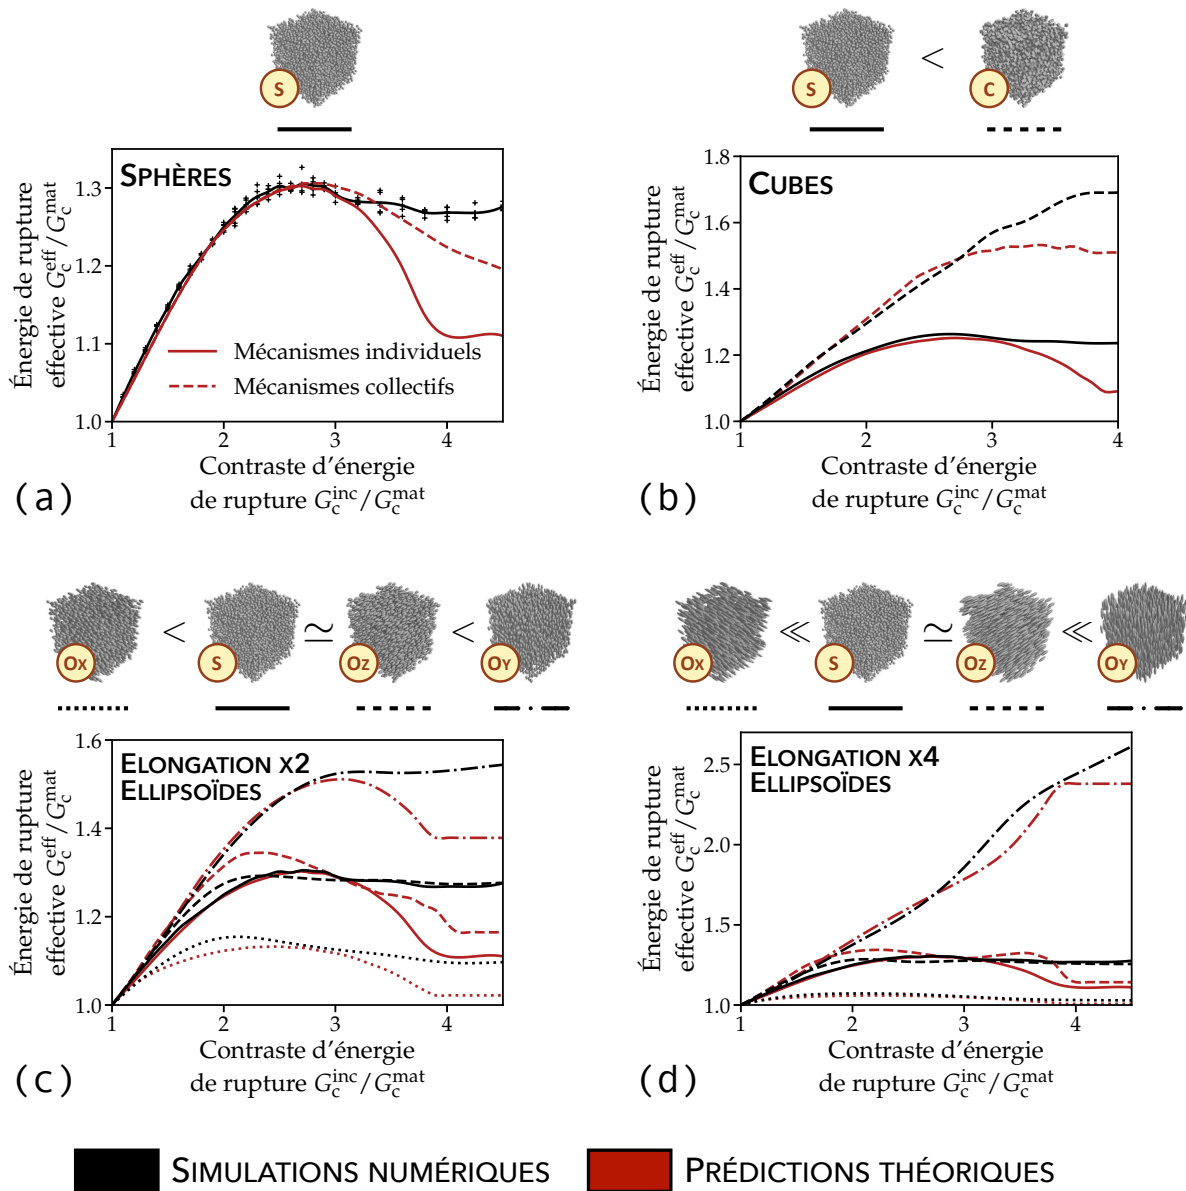 S
S < C
SPHÈRES
Énergie de rupture
effective G_c^eff / G_c^mat
1.3
1.2
1.1
1.0
Mécanismes individuels
Mécanismes collectifs
1 2 3 4
Contraste d'énergie
de rupture G_c^inc / G_c^mat
(a)
CUBES
Énergie de rupture
effective G_c^eff / G_c^mat
1.8
1.6
1.4
1.2
1.0
1 2 3 4
Contraste d'énergie
de rupture G_c^inc / G_c^mat
(b)
OX < S ≃ OZ < OY
ELONGATION X2
ELLIPSOÏDES
Énergie de rupture
effective G_c^eff / G_c^mat
1.6
1.4
1.2
1.0
1 2 3 4
Contraste d'énergie
de rupture G_c^inc / G_c^mat
(c)
OX ≪ S ≃ OZ ≪ OY
ELONGATION X4
ELLIPSOÏDES
Énergie de rupture
effective G_c^eff / G_c^mat
2.5
2.0
1.5
1.0
1 2 3 4
Contraste d'énergie
de rupture G_c^inc / G_c^mat
(d)
SIMULATIONS NUMÉRIQUES
PRÉDICTIONS THÉORIQUES